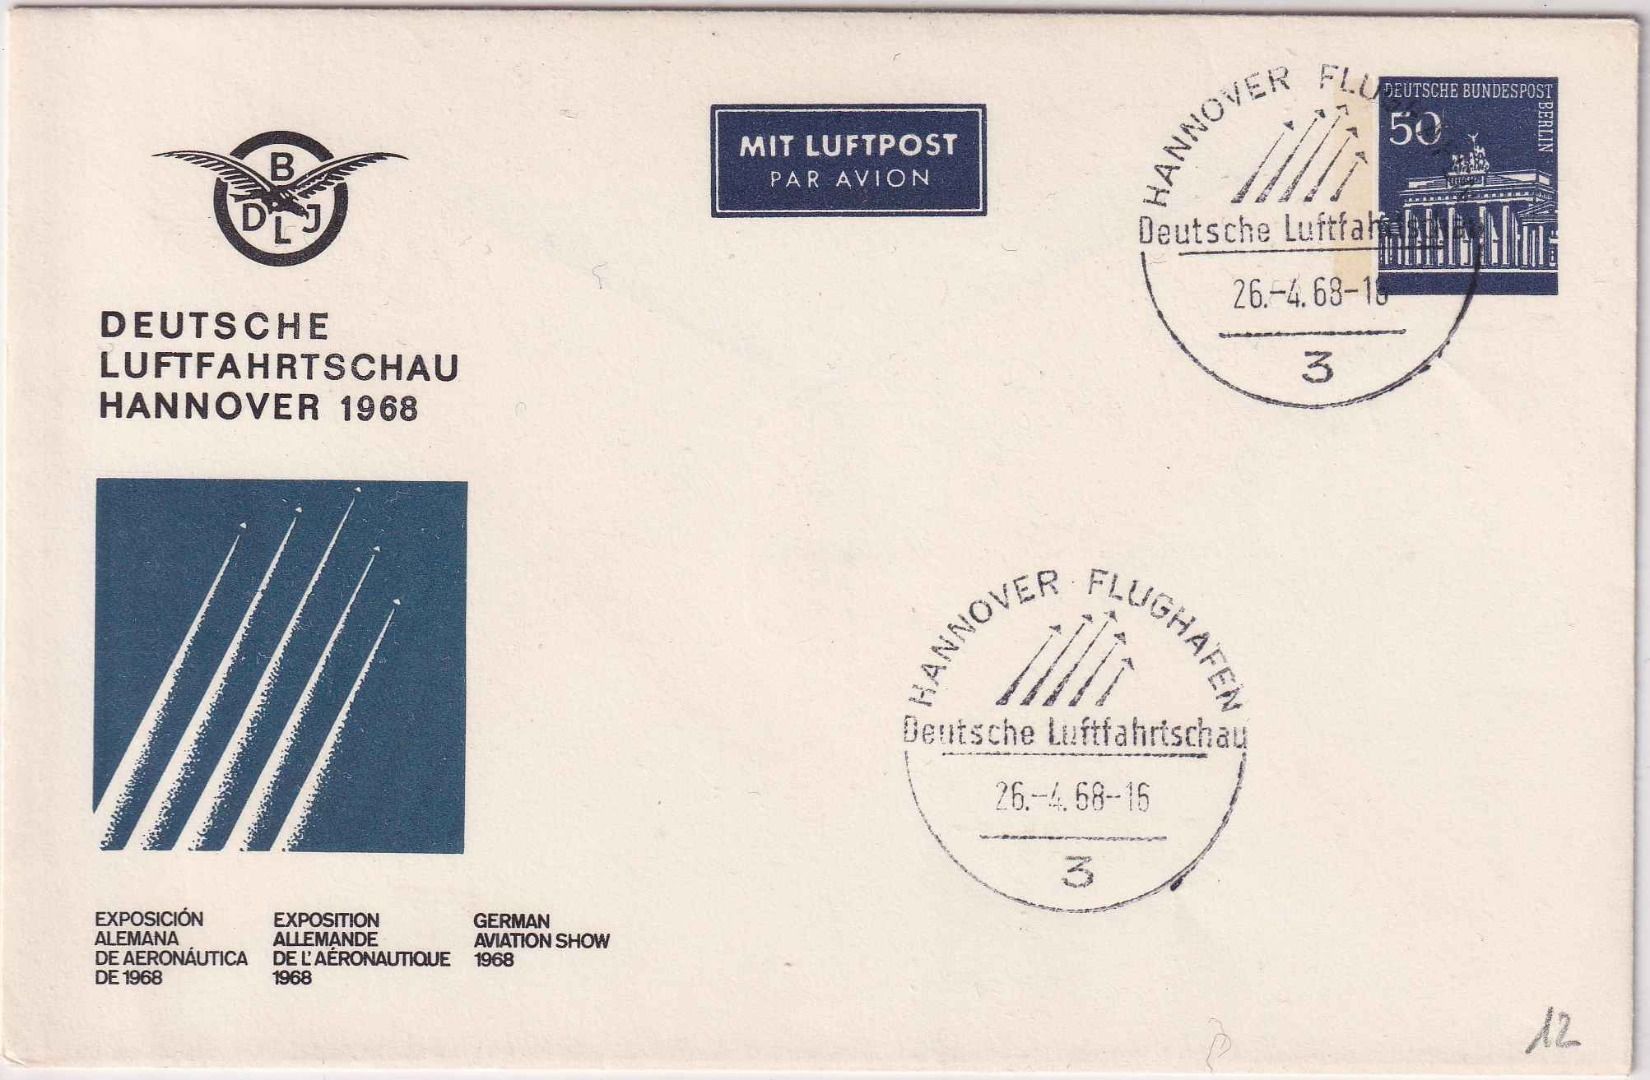 B
D L J
DEUTSCHE
LUFTFAHRTSCHAU
HANNOVER 1968
MIT LUFTPOST
PAR AVION
DEUTSCHE BUNDESPOST
BERLIN
50
HANNOVER FLUGHAFEN
Deutsche Luftfahrtschau
26.-4.68-16
3
HANNOVER FLUGHAFEN
Deutsche Luftfahrtschau
26.-4.68-16
3
EXPOSICIÓN
ALEMANA
DE AERONÁUTICA
DE 1968
EXPOSITION
ALLEMANDE
DE L'AÉRONAUTIQUE
1968
GERMAN
AVIATION SHOW
1968
12